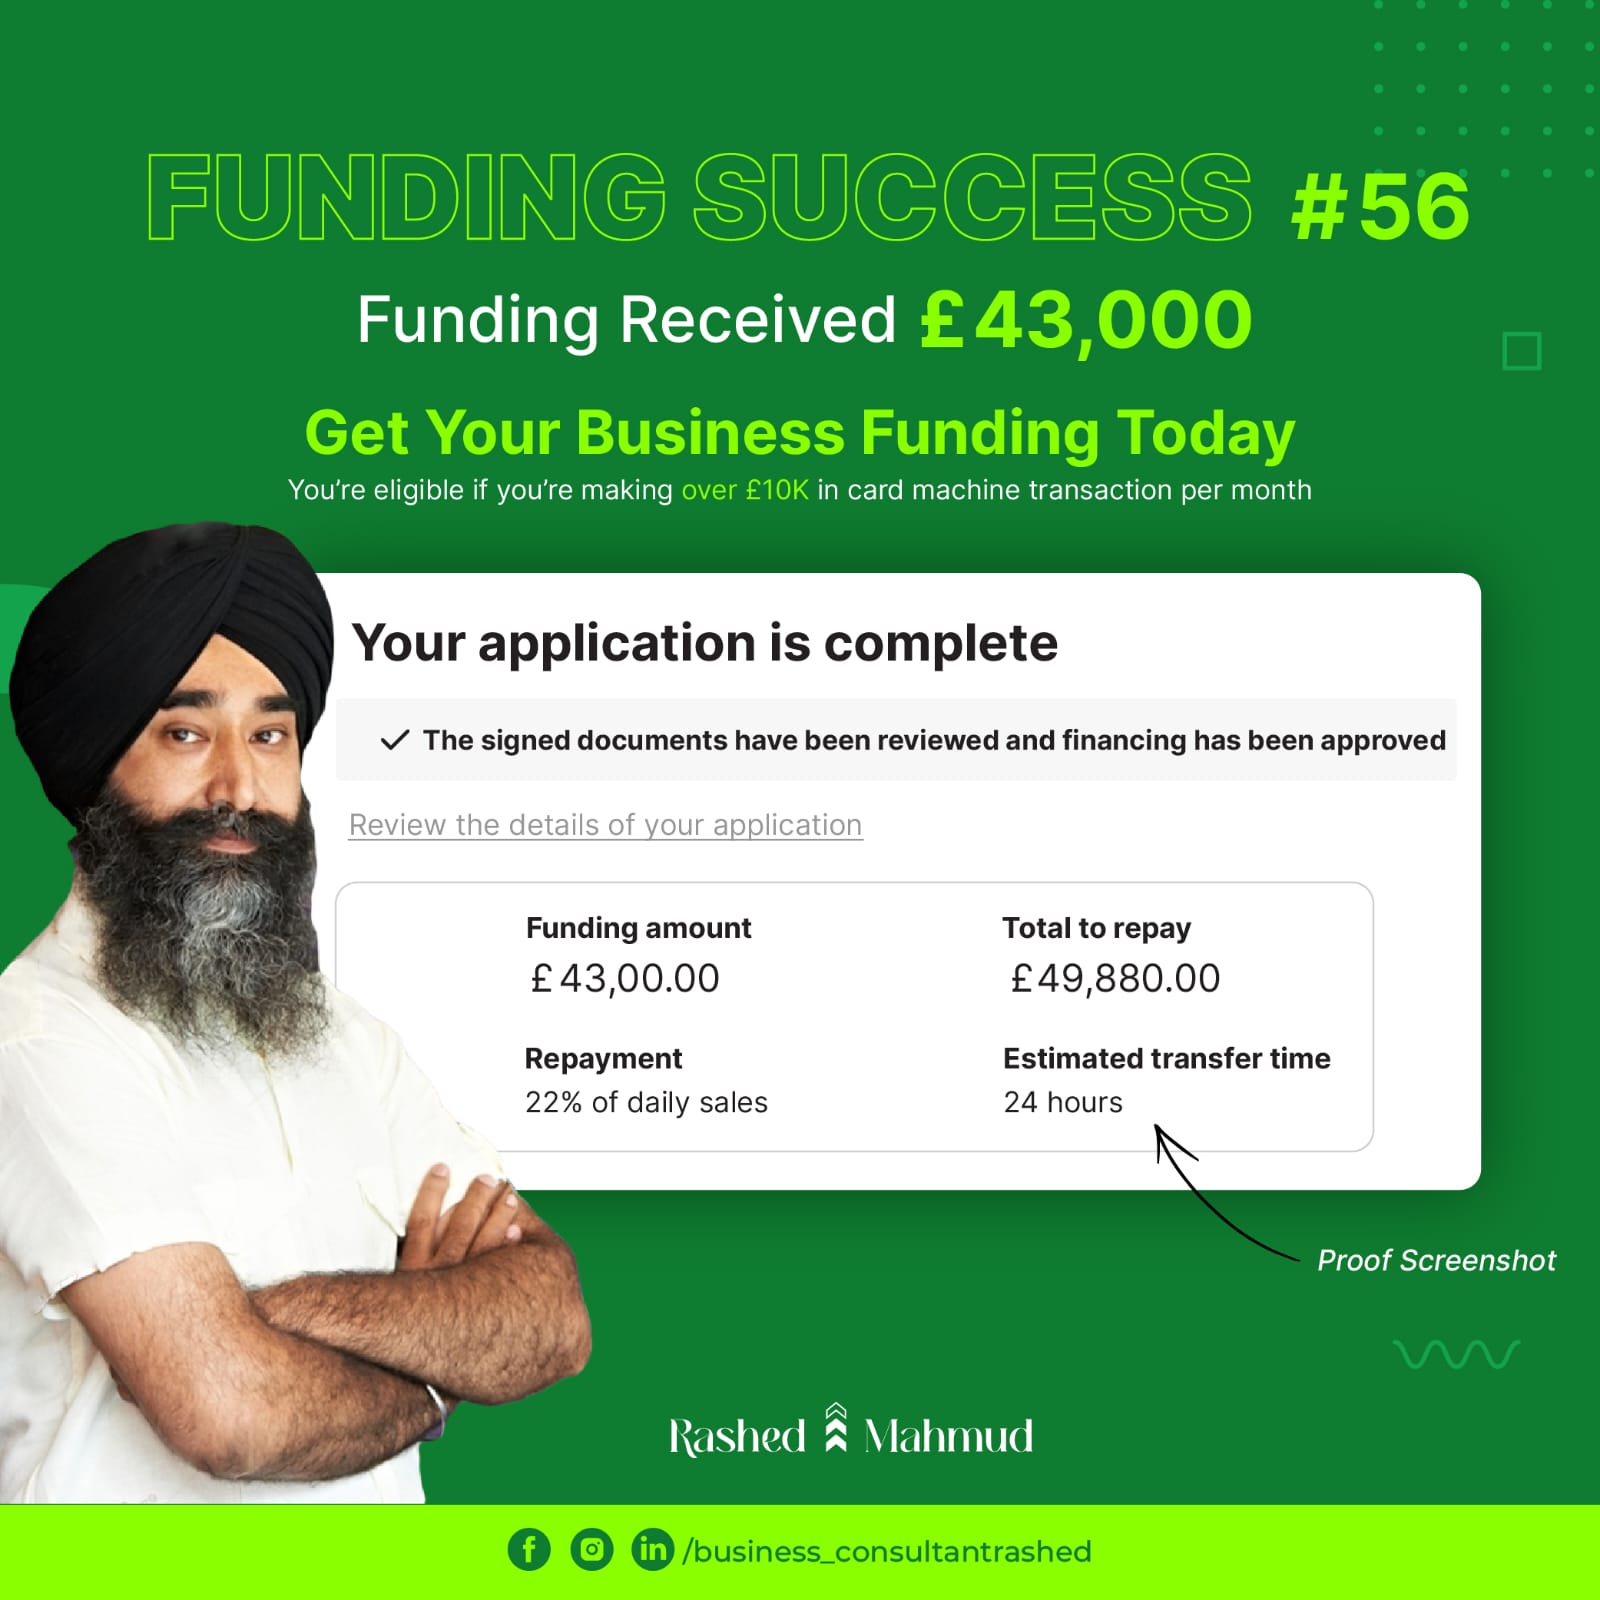 FUNDING SUCCESS #56
Funding Received £43,000
Get Your Business Funding Today
You're eligible if you're making over £10K in card machine transaction per month
Your application is complete
The signed documents have been reviewed and financing has been approved
Review the details of your application
Funding amount
£43,00.00
Total to repay
£49,880.00
Repayment
22% of daily sales
Estimated transfer time
24 hours
Proof Screenshot
Rashed Mahmud
/business_consultantrashed